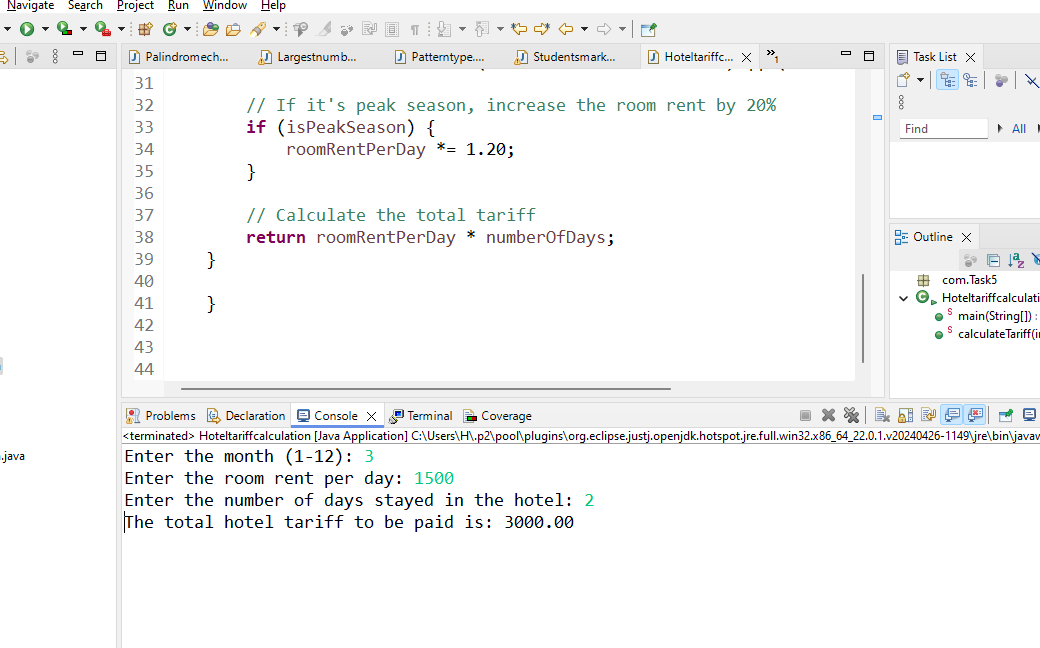 Navigate Search Project Run Window Help
Palindromech... Largestnumb... Patterntype.... Studentsmark... Hoteltariffc... »1
31
32 // If it's peak season, increase the room rent by 20%
33 if (isPeakSeason) {
34 roomRentPerDay *= 1.20;
35 }
36
37 // Calculate the total tariff
38 return roomRentPerDay * numberOfDays;
39 }
40
41 }
42
43
44
Task List
Find All
Outline
com.Task5
Hoteltariffcalculati
S main(String[]) :
S calculateTariff(i
.java
Problems Declaration Console Terminal Coverage
<terminated> Hoteltariffcalculation [Java Application] C:\Users\H\.p2\pool\plugins\org.eclipse.justj.openjdk.hotspot.jre.full.win32.x86_64_22.0.1.v20240426-1149\jre\bin\javaw
Enter the month (1-12): 3
Enter the room rent per day: 1500
Enter the number of days stayed in the hotel: 2
The total hotel tariff to be paid is: 3000.00